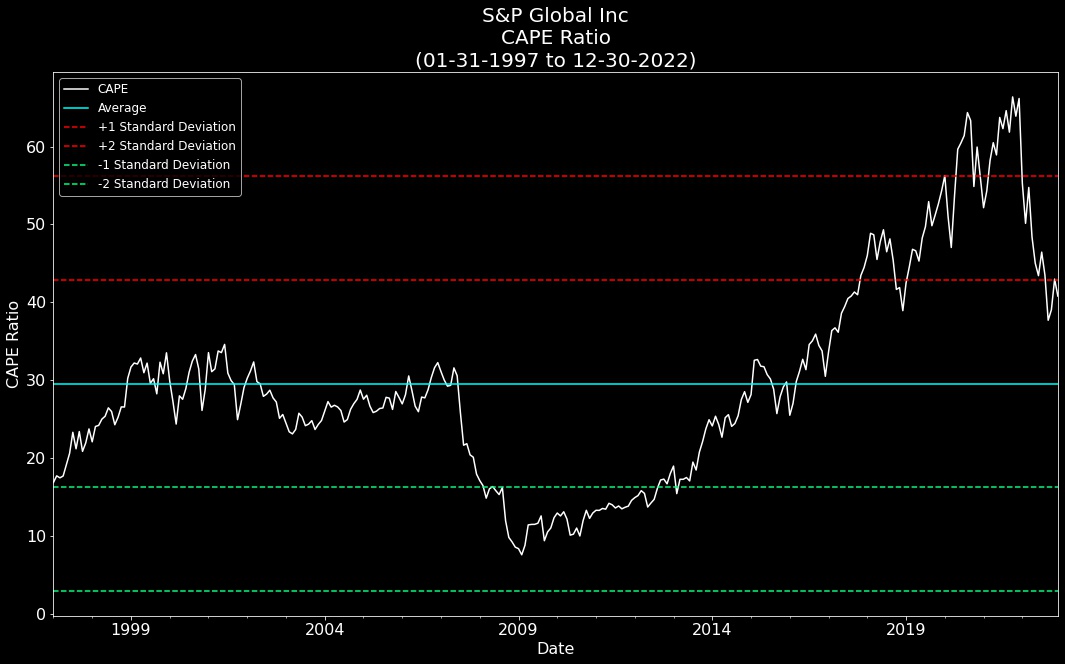 S&P Global Inc
CAPE Ratio
(01-31-1997 to 12-30-2022)
CAPE
Average
+1 Standard Deviation
+2 Standard Deviation
-1 Standard Deviation
-2 Standard Deviation
60
50
40
30
20
10
0
CAPE Ratio
1999
2004
2009
2014
2019
Date